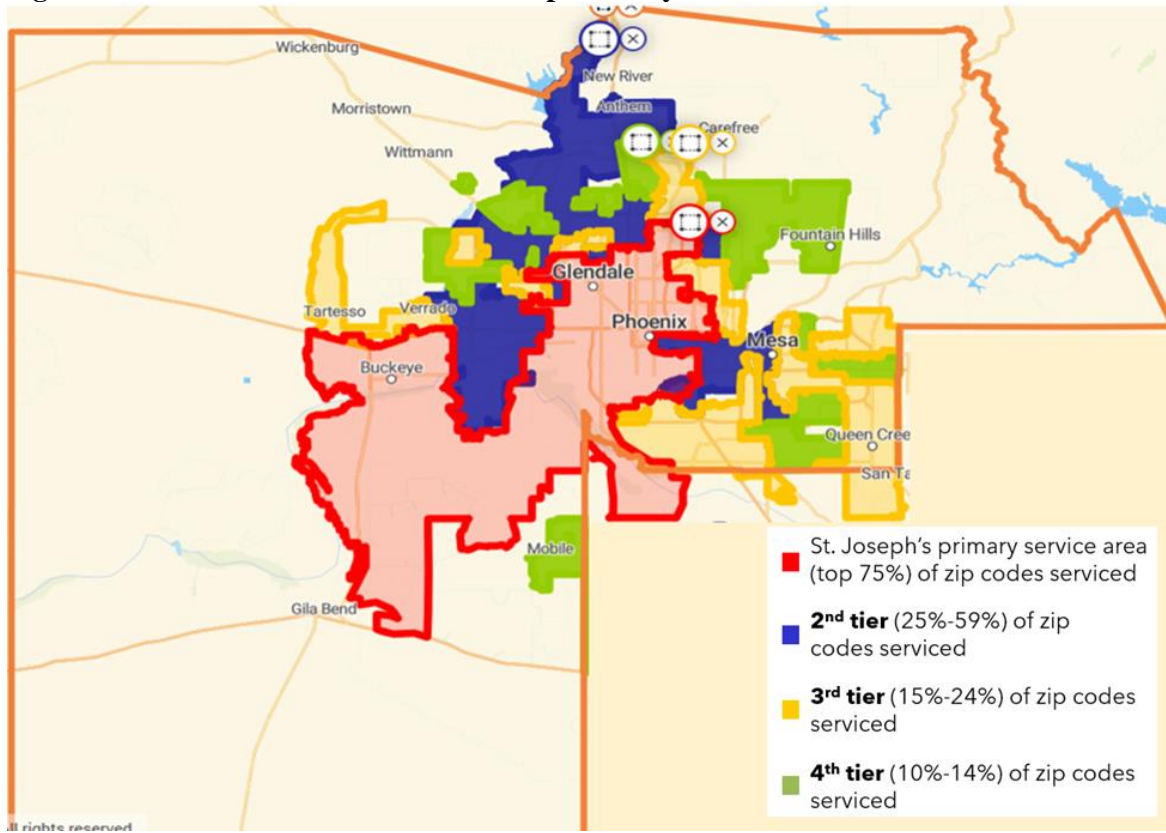 Wickenburg
New River
Morristown
Anthem
Carefree
Wittmann
Fountain Hills
Glendale
Tartesso
Verrado
Phoenix
Mesa
Buckeye
Queen Cree
San Ta
Mobile
Gila Bend
St. Joseph's primary service area
(top 75%) of zip codes serviced
2nd tier (25%-59%) of zip
codes serviced
3rd tier (15%-24%) of zip codes
serviced
4th tier (10%-14%) of zip codes
serviced
ll rights reserved